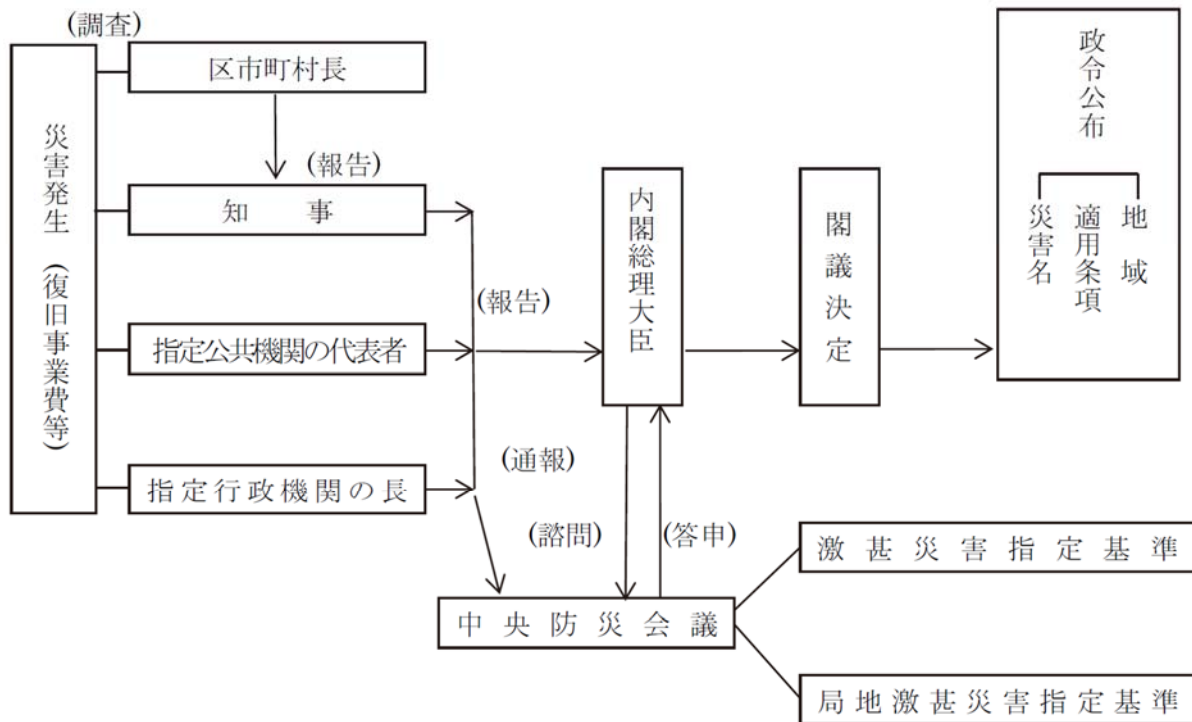 (調査)
区市町村長
災害発生 (復旧事業費等)
(報告)
知 事
指定公共機関の代表者
指定行政機関の長
(報告)
(通報)
内閣総理大臣
閣議決定
政令公布
地 域
適用条項
災害名
(諮問)
(答申)
中央防災会議
激甚災害指定基準
局地激甚災害指定基準